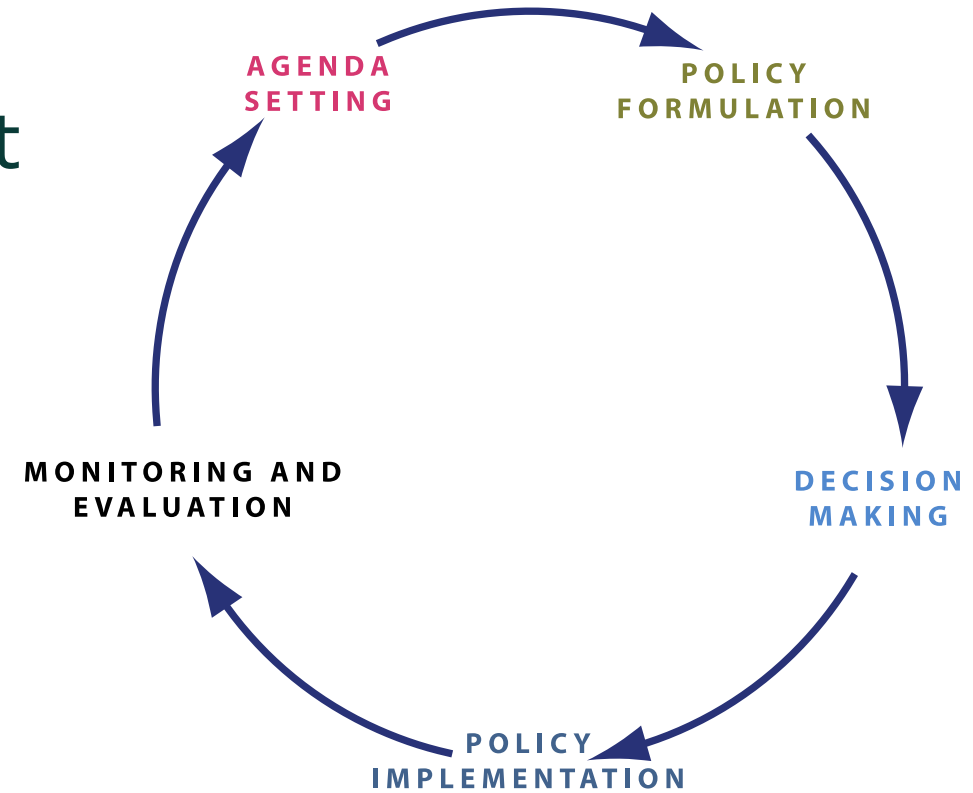 AGENDA
SETTING
POLICY
FORMULATION
t
DECISION
MAKING
MONITORING AND
EVALUATION
POLICY
IMPLEMENTATION